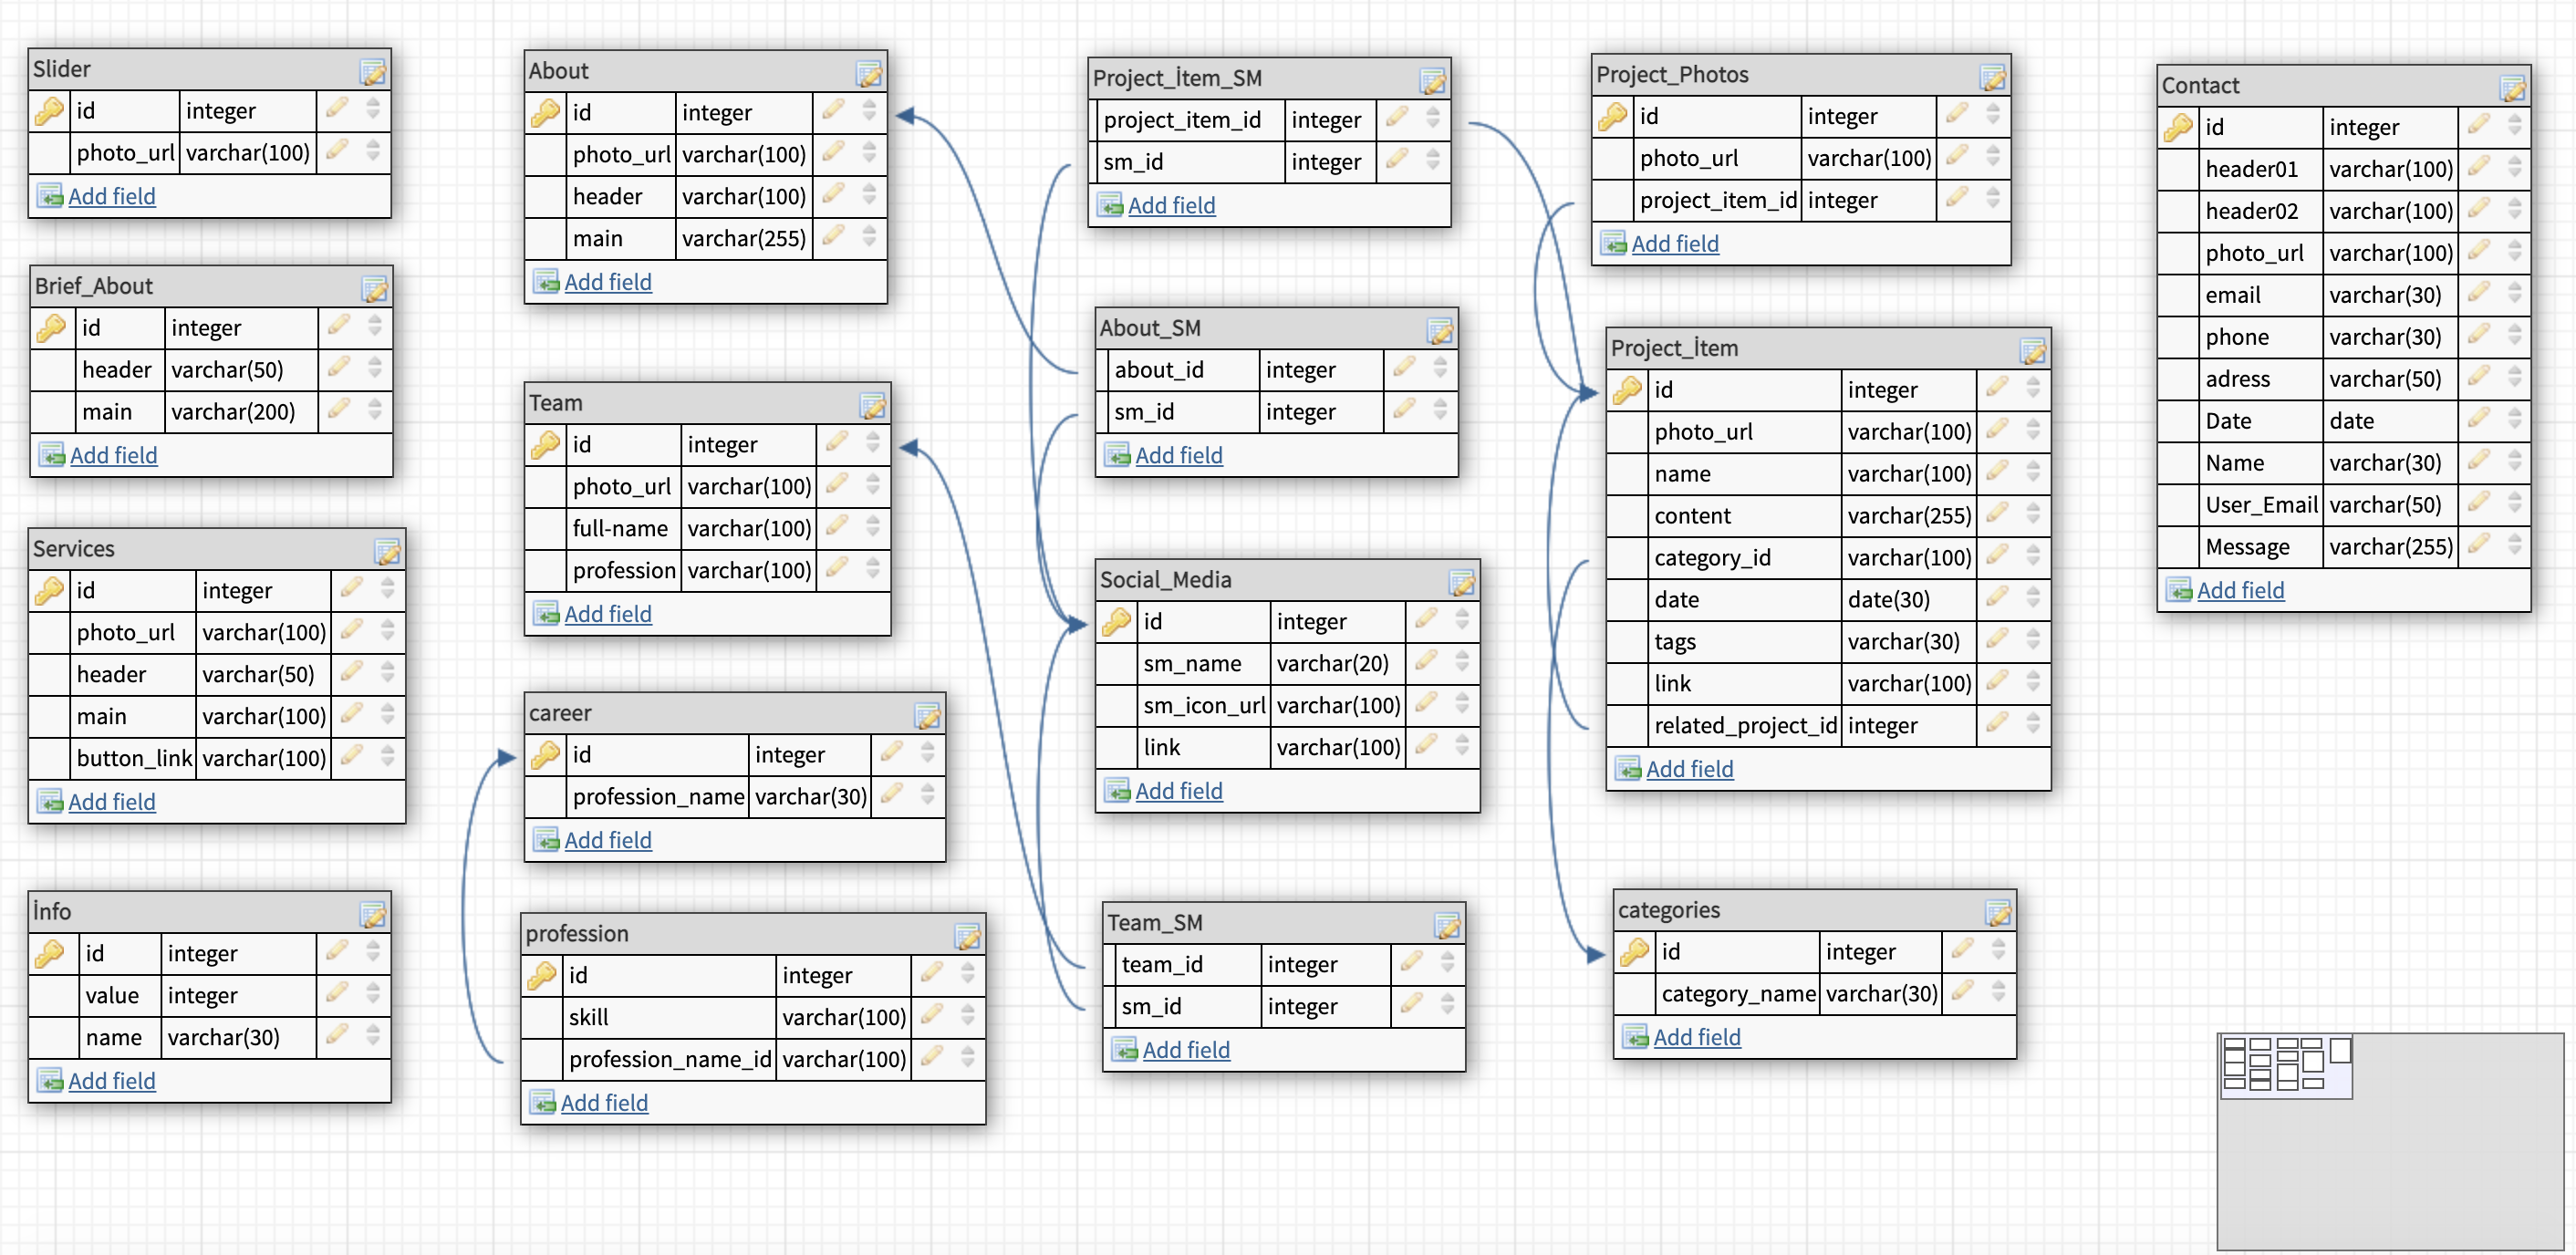 Slider
id integer
photo_url varchar(100)
Add field
Brief_About
id integer
header varchar(50)
main varchar(200)
Add field
Services
id integer
photo_url varchar(100)
header varchar(50)
main varchar(100)
button_link varchar(100)
Add field
İnfo
id integer
value integer
name varchar(30)
Add field
About
id integer
photo_url varchar(100)
header varchar(100)
main varchar(255)
Add field
Team
id integer
photo_url varchar(100)
full-name varchar(100)
profession varchar(100)
Add field
career
id integer
profession_name varchar(30)
Add field
profession
id integer
skill varchar(100)
profession_name_id varchar(100)
Add field
Project_İtem_SM
project_item_id integer
sm_id integer
Add field
About_SM
about_id integer
sm_id integer
Add field
Social_Media
id integer
sm_name varchar(20)
sm_icon_url varchar(100)
link varchar(100)
Add field
Team_SM
team_id integer
sm_id integer
Add field
Project_Photos
id integer
photo_url varchar(100)
project_item_id integer
Add field
Project_İtem
id integer
photo_url varchar(100)
name varchar(100)
content varchar(255)
category_id varchar(100)
date date(30)
tags varchar(30)
link varchar(100)
related_project_id integer
Add field
categories
id integer
category_name varchar(30)
Add field
Contact
id integer
header01 varchar(100)
header02 varchar(100)
photo_url varchar(100)
email varchar(30)
phone varchar(30)
adress varchar(50)
Date date
Name varchar(30)
User_Email varchar(50)
Message varchar(255)
Add field